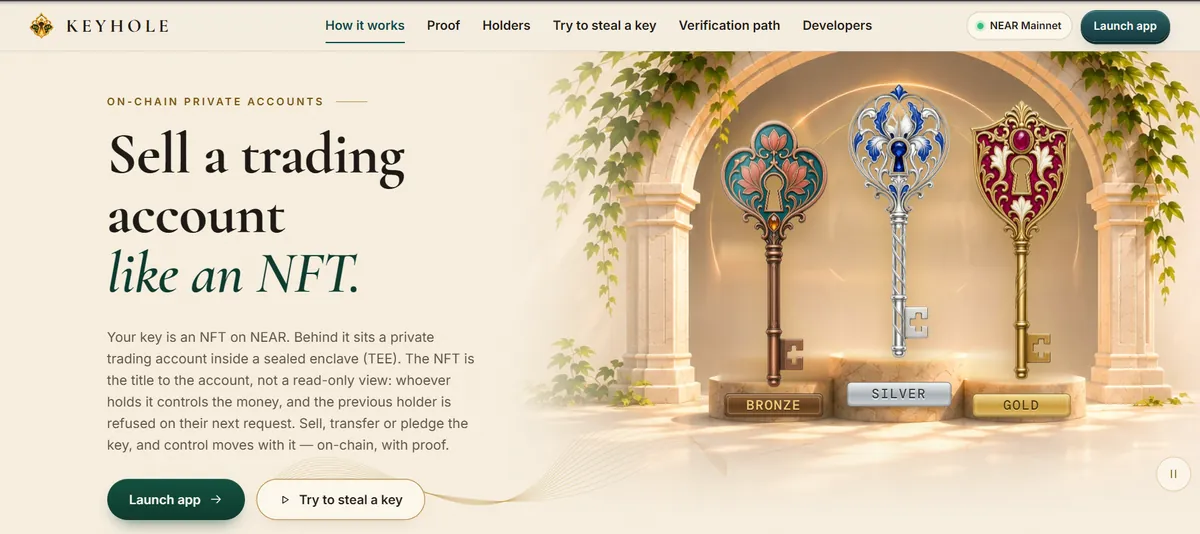 KEYHOLE
How it works
Proof
Holders
Try to steal a key
Verification path
Developers
NEAR Mainnet
Launch app
ON-CHAIN PRIVATE ACCOUNTS
Sell a trading
account
like an NFT.
Your key is an NFT on NEAR. Behind it sits a private
trading account inside a sealed enclave (TEE). The NFT is
the title to the account, not a read-only view: whoever
holds it controls the money, and the previous holder is
refused on their next request. Sell, transfer or pledge the
key, and control moves with it — on-chain, with proof.
Launch app →
Try to steal a key
BRONZE
SILVER
GOLD